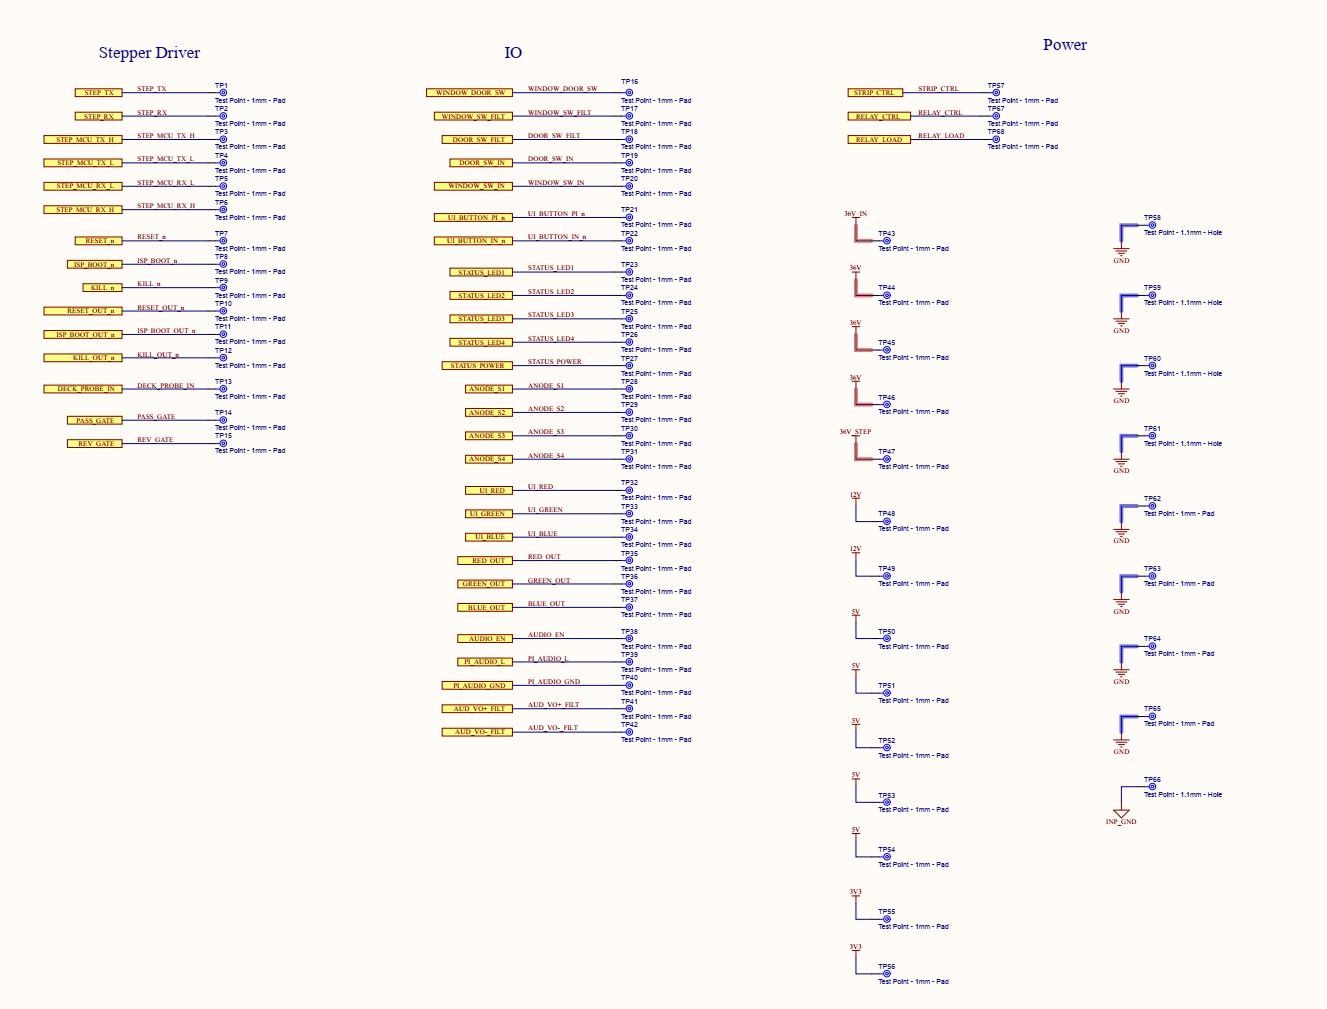 Stepper Driver
STEP_TX STEP_TX TP1
Test Point - 1mm - Pad
STEP_RX STEP_RX TP2
Test Point - 1mm - Pad
STEP_MCU_TX_H STEP_MCU_TX_H TP3
Test Point - 1mm - Pad
STEP_MCU_TX_L STEP_MCU_TX_L TP4
Test Point - 1mm - Pad
STEP_MCU_RX_L STEP_MCU_RX_L TP5
Test Point - 1mm - Pad
STEP_MCU_RX_H STEP_MCU_RX_H TP6
Test Point - 1mm - Pad
RESET_n RESET_n TP7
Test Point - 1mm - Pad
ISP_BOOT_n ISP_BOOT_n TP8
Test Point - 1mm - Pad
KILL_n KILL_n TP9
Test Point - 1mm - Pad
RESET_OUT_n RESET_OUT_n TP10
Test Point - 1mm - Pad
ISP_BOOT_OUT_n ISP_BOOT_OUT_n TP11
Test Point - 1mm - Pad
KILL_OUT_n KILL_OUT_n TP12
Test Point - 1mm - Pad
DECK_PROBE_IN DECK_PROBE_IN TP13
Test Point - 1mm - Pad
PASS_GATE PASS_GATE TP14
Test Point - 1mm - Pad
REV_GATE REV_GATE TP15
Test Point - 1mm - Pad
IO
WINDOW_DOOR_SW WINDOW_DOOR_SW TP16
Test Point - 1mm - Pad
WINDOW_SW_FILT WINDOW_SW_FILT TP17
Test Point - 1mm - Pad
DOOR_SW_FILT DOOR_SW_FILT TP18
Test Point - 1mm - Pad
DOOR_SW_IN DOOR_SW_IN TP19
Test Point - 1mm - Pad
WINDOW_SW_IN WINDOW_SW_IN TP20
Test Point - 1mm - Pad
UI_BUTTON_PI_n UI_BUTTON_PI_n TP21
Test Point - 1mm - Pad
UI_BUTTON_IN_n UI_BUTTON_IN_n TP22
Test Point - 1mm - Pad
STATUS_LED1 STATUS_LED1 TP23
Test Point - 1mm - Pad
STATUS_LED2 STATUS_LED2 TP24
Test Point - 1mm - Pad
STATUS_LED3 STATUS_LED3 TP25
Test Point - 1mm - Pad
STATUS_LED4 STATUS_LED4 TP26
Test Point - 1mm - Pad
STATUS_POWER STATUS_POWER TP27
Test Point - 1mm - Pad
ANODE_S1 ANODE_S1 TP28
Test Point - 1mm - Pad
ANODE_S2 ANODE_S2 TP29
Test Point - 1mm - Pad
ANODE_S3 ANODE_S3 TP30
Test Point - 1mm - Pad
ANODE_S4 ANODE_S4 TP31
Test Point - 1mm - Pad
UI_RED UI_RED TP32
Test Point - 1mm - Pad
UI_GREEN UI_GREEN TP33
Test Point - 1mm - Pad
UI_BLUE UI_BLUE TP34
Test Point - 1mm - Pad
RED_OUT RED_OUT TP35
Test Point - 1mm - Pad
GREEN_OUT GREEN_OUT TP36
Test Point - 1mm - Pad
BLUE_OUT BLUE_OUT TP37
Test Point - 1mm - Pad
AUDIO_EN AUDIO_EN TP38
Test Point - 1mm - Pad
PI_AUDIO_L PI_AUDIO_L TP39
Test Point - 1mm - Pad
PI_AUDIO_GND PI_AUDIO_GND TP40
Test Point - 1mm - Pad
AUD_VO+_FILT AUD_VO+_FILT TP41
Test Point - 1mm - Pad
AUD_VO-_FILT AUD_VO-_FILT TP42
Test Point - 1mm - Pad
Power
STRIP_CTRL STRIP_CTRL TP57
Test Point - 1mm - Pad
RELAY_CTRL RELAY_CTRL TP67
Test Point - 1mm - Pad
RELAY_LOAD RELAY_LOAD TP68
Test Point - 1mm - Pad
36V_IN
TP43
Test Point - 1mm - Pad
36V
TP44
Test Point - 1mm - Pad
36V
TP45
Test Point - 1mm - Pad
36V
TP46
Test Point - 1mm - Pad
36V_STEP
TP47
Test Point - 1mm - Pad
12V
TP48
Test Point - 1mm - Pad
12V
TP49
Test Point - 1mm - Pad
5V
TP50
Test Point - 1mm - Pad
5V
TP51
Test Point - 1mm - Pad
5V
TP52
Test Point - 1mm - Pad
5V
TP53
Test Point - 1mm - Pad
5V
TP54
Test Point - 1mm - Pad
3V3
TP55
Test Point - 1mm - Pad
3V3
TP56
Test Point - 1mm - Pad
TP58
Test Point - 1.1mm - Hole
GND
TP59
Test Point - 1.1mm - Hole
GND
TP60
Test Point - 1.1mm - Hole
GND
TP61
Test Point - 1.1mm - Hole
GND
TP62
Test Point - 1mm - Pad
GND
TP63
Test Point - 1mm - Pad
GND
TP64
Test Point - 1mm - Pad
GND
TP65
Test Point - 1mm - Pad
GND
TP66
Test Point - 1.1mm - Hole
INP_GND